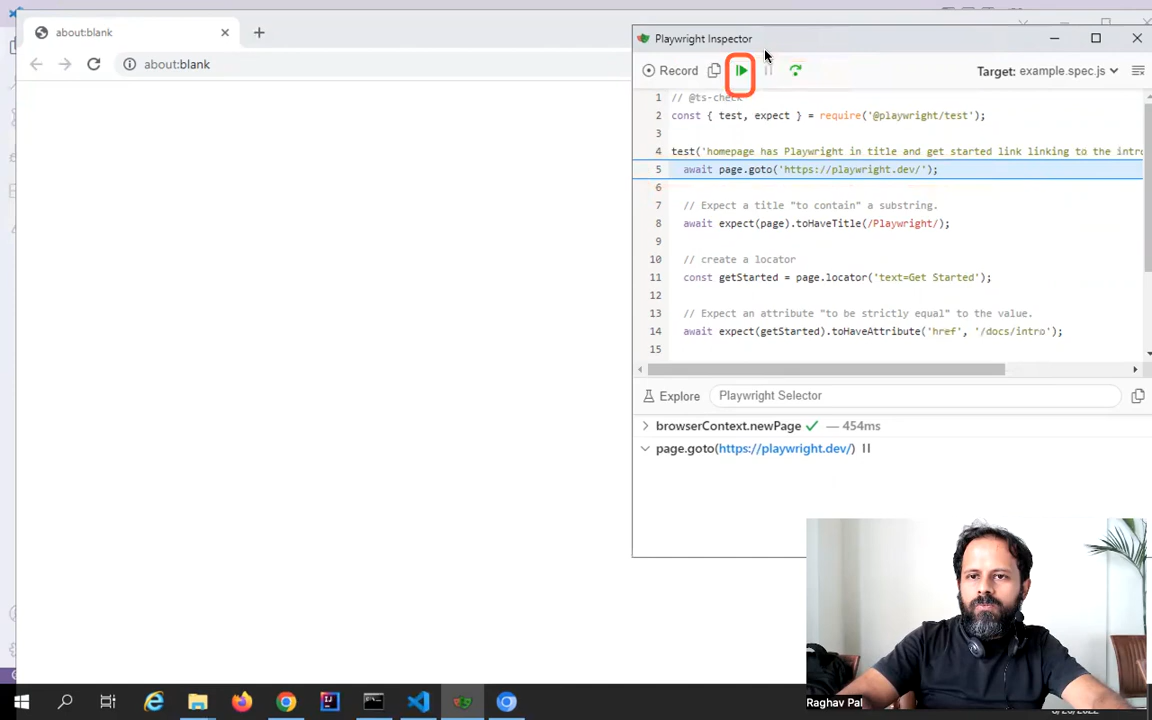 about:blank
about:blank
Playwright Inspector
Record
Target: example.spec.js
1 // @ts-check
2 const { test, expect } = require('@playwright/test');
3
4 test('homepage has Playwright in title and get started link linking to the intro
5 await page.goto('https://playwright.dev/');
6
7 // Expect a title "to contain" a substring.
8 await expect(page).toHaveTitle(/Playwright/);
9
10 // create a locator
11 const getStarted = page.locator('text=Get Started');
12
13 // Expect an attribute "to be strictly equal" to the value.
14 await expect(getStarted).toHaveAttribute('href', '/docs/intro');
15
Explore Playwright Selector
browserContext.newPage ✓ — 454ms
page.goto(https://playwright.dev/)
Raghav Pal